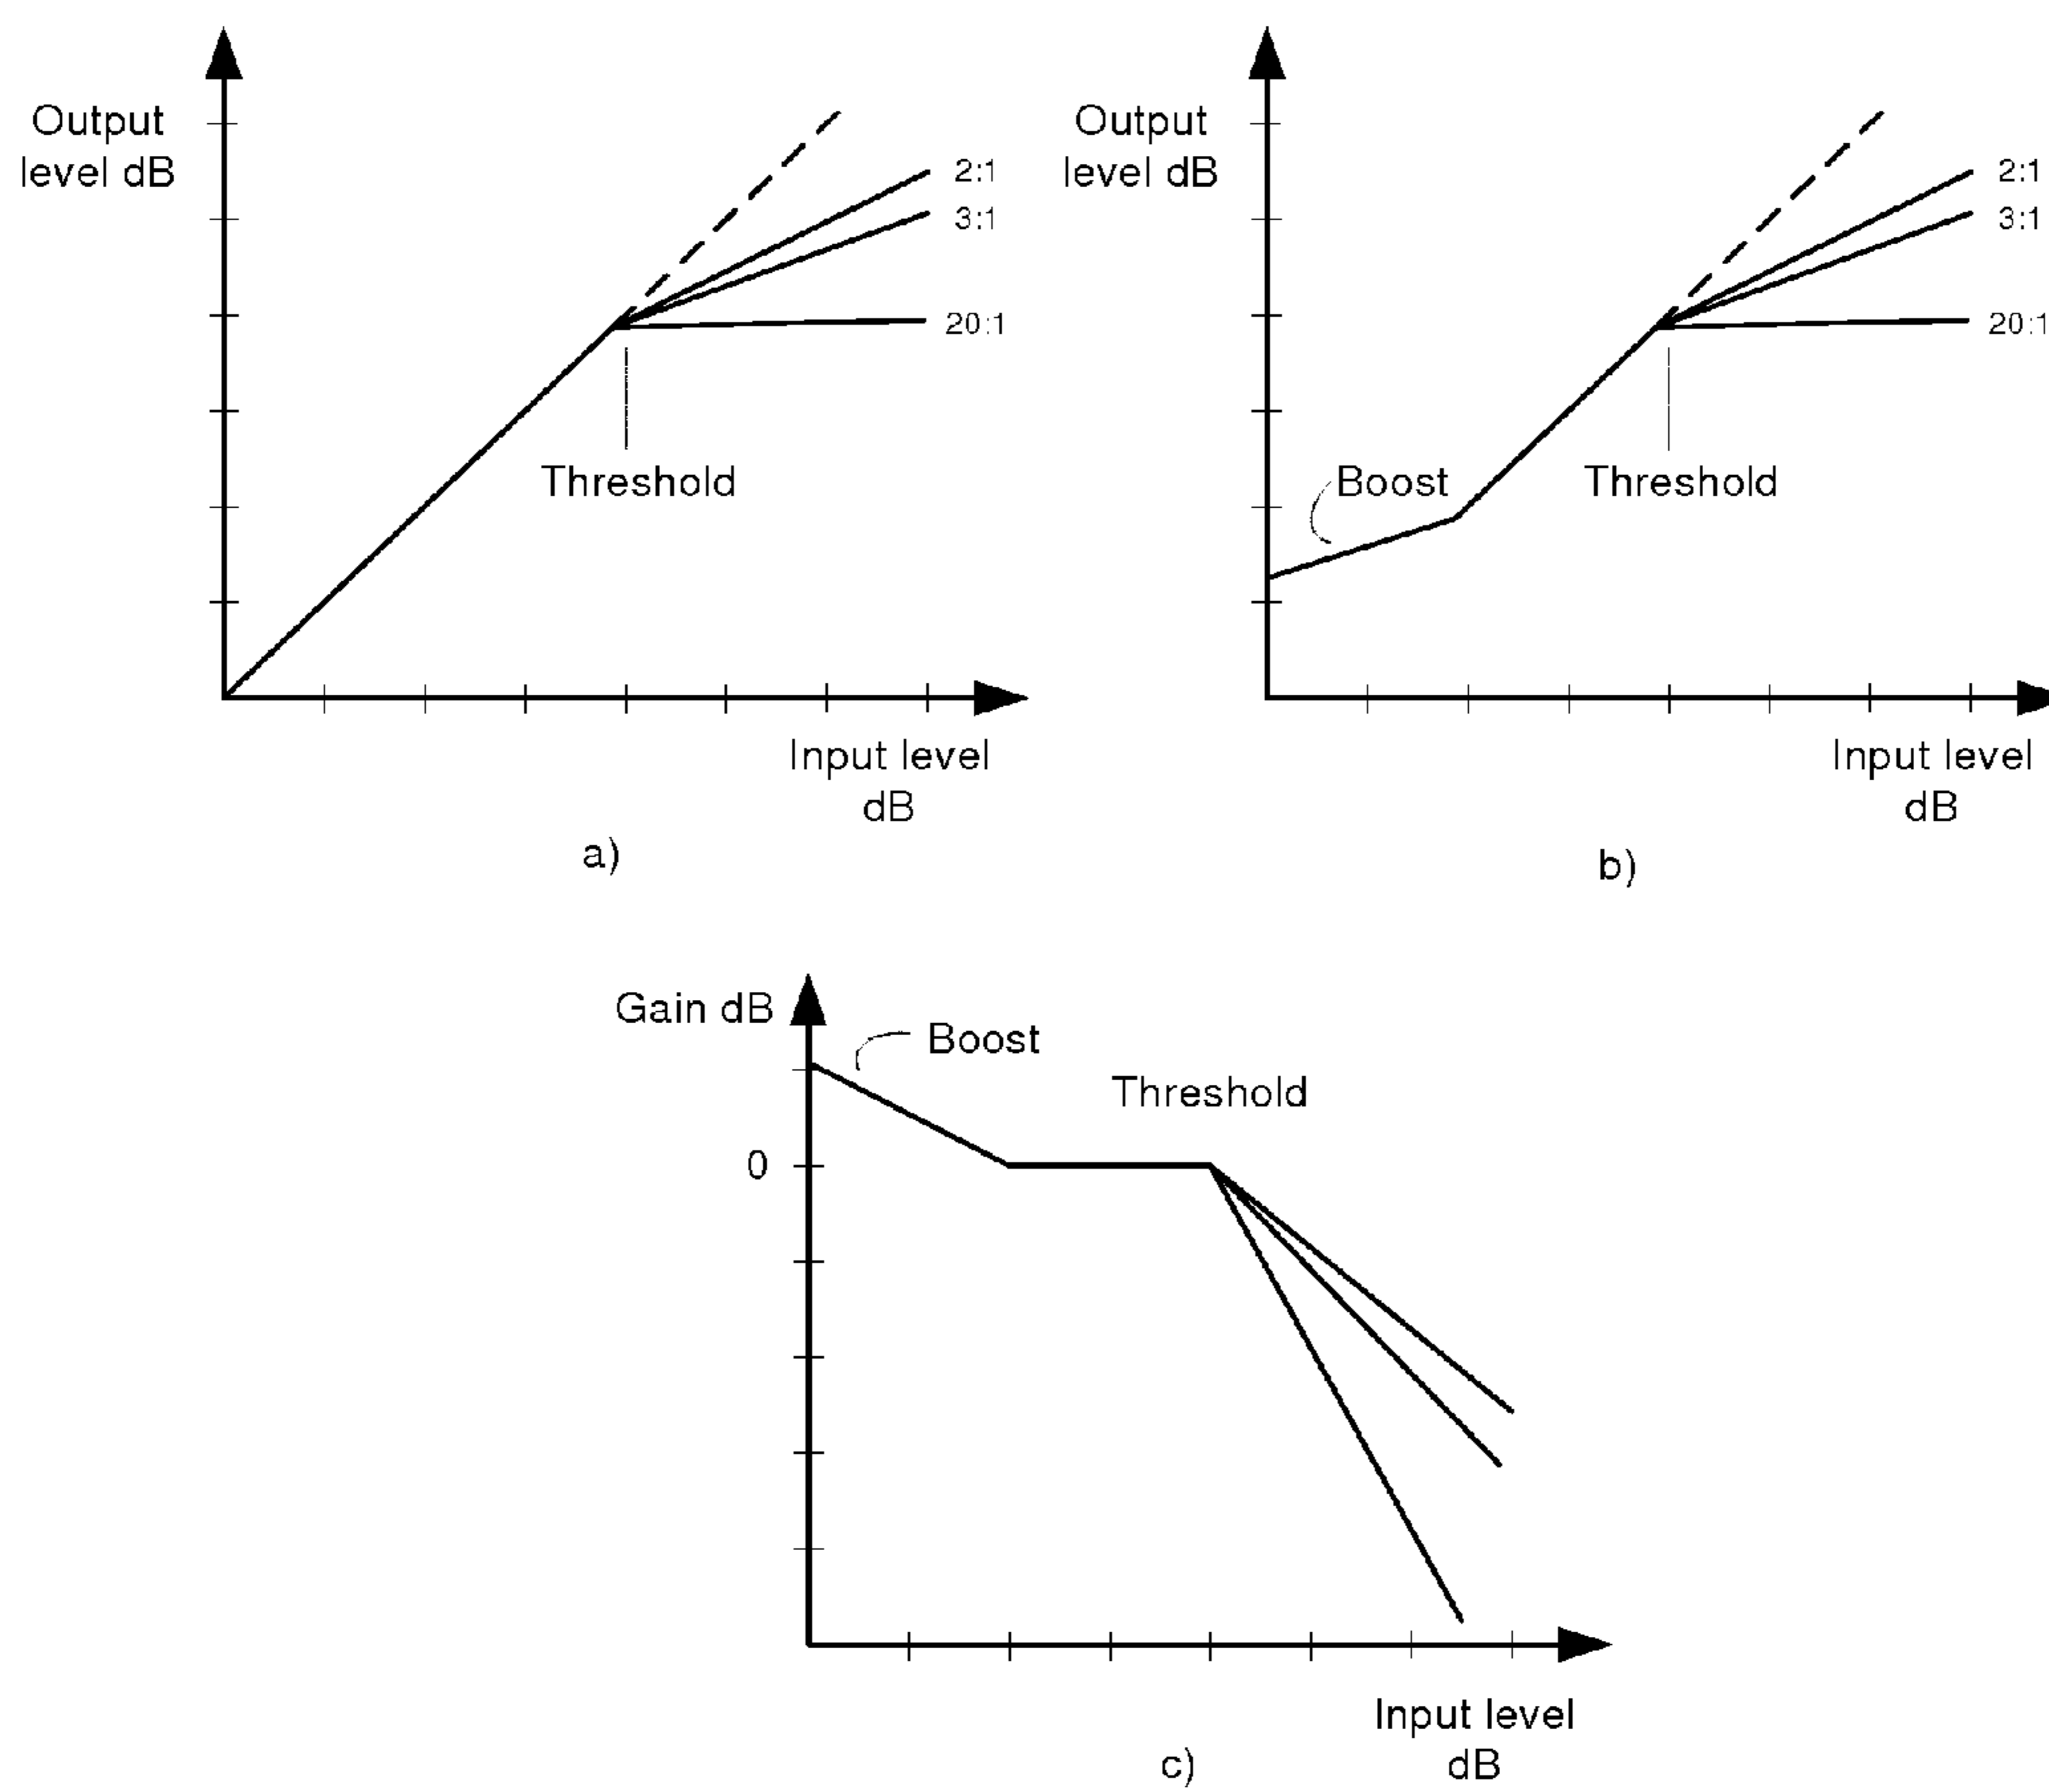 Output
level dB
2:1
3:1
20:1
Threshold
Input level
dB
a)
Output
level dB
2:1
3:1
20:1
Boost
Threshold
Input level
dB
b)
Gain dB
Boost
Threshold
0
Input level
dB
c)